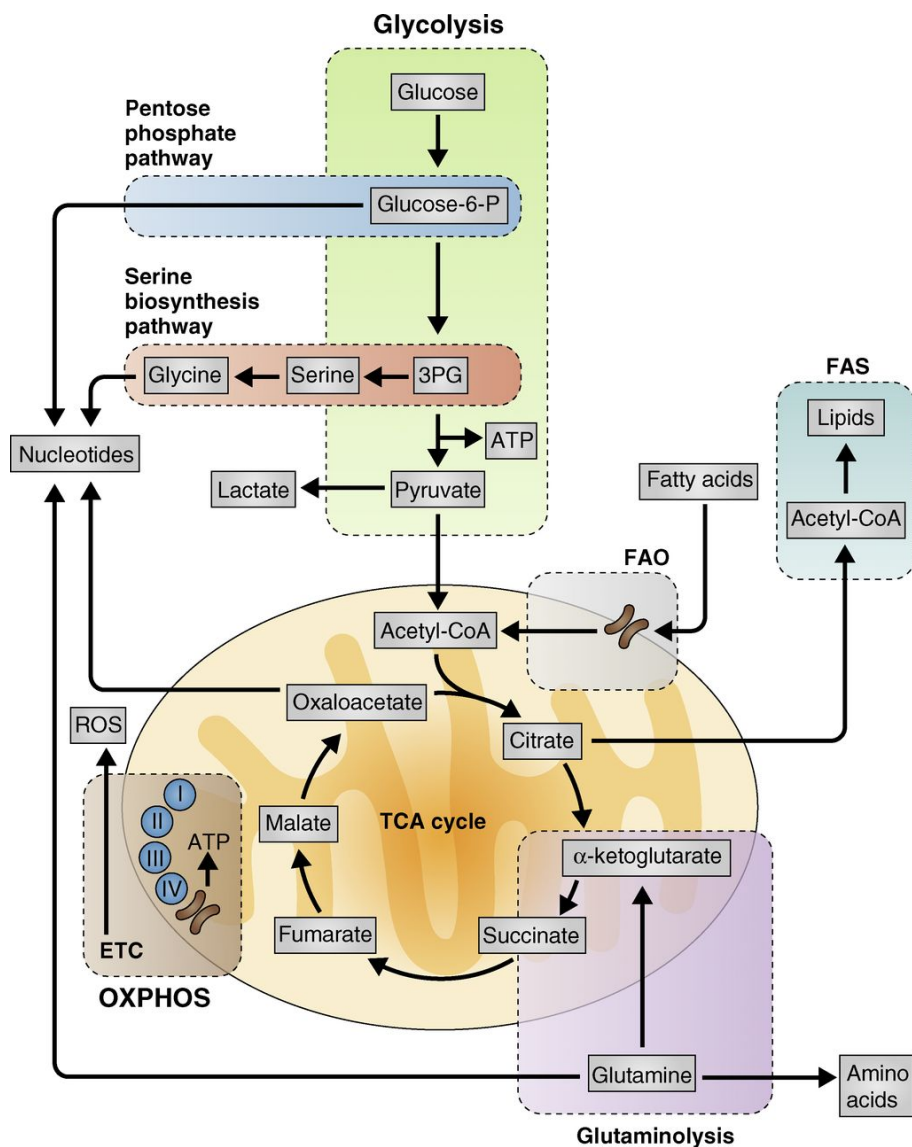 Glycolysis
Glucose
Pentose
phosphate
pathway
Glucose-6-P
Serine
biosynthesis
pathway
Glycine
Serine
3PG
FAS
Lipids
Nucleotides
ATP
Lactate
Pyruvate
Fatty acids
Acetyl-CoA
FAO
Acetyl-CoA
Oxaloacetate
ROS
Citrate
I
II
III
IV
ATP
Malate
TCA cycle
α-ketoglutarate
Fumarate
Succinate
ETC
OXPHOS
Glutamine
Amino
acids
Glutaminolysis